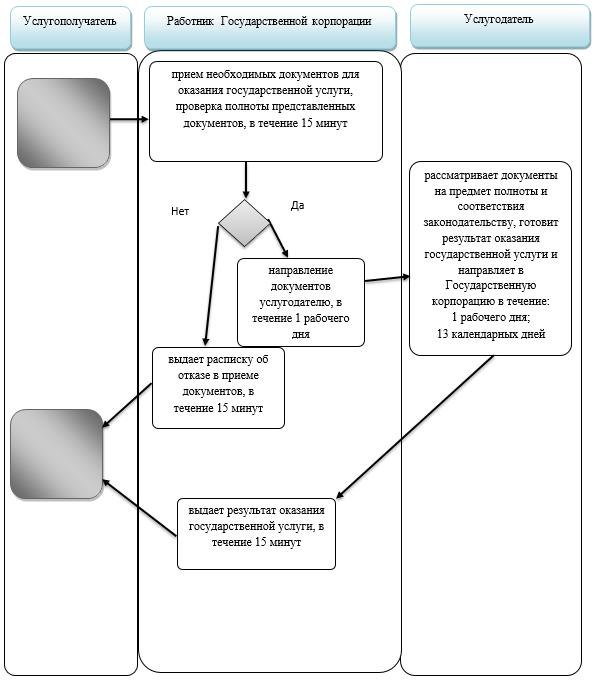 Услугополучатель
Работник Государственной корпорации
Услугодатель
прием необходимых документов для
оказания государственной услуги,
проверка полноты представленных
документов, в течение 15 минут
Нет
Да
направление
документов
услугодателю, в
течение 1 рабочего
дня
рассматривает документы
на предмет полноты и
соответствия
законодательству, готовит
результат оказания
государственной услуги и
направляет в
Государственную
корпорацию в течение:
1 рабочего дня;
13 календарных дней
выдает расписку об
отказе в приеме
документов, в
течение 15 минут
выдает результат оказания
государственной услуги, в
течение 15 минут